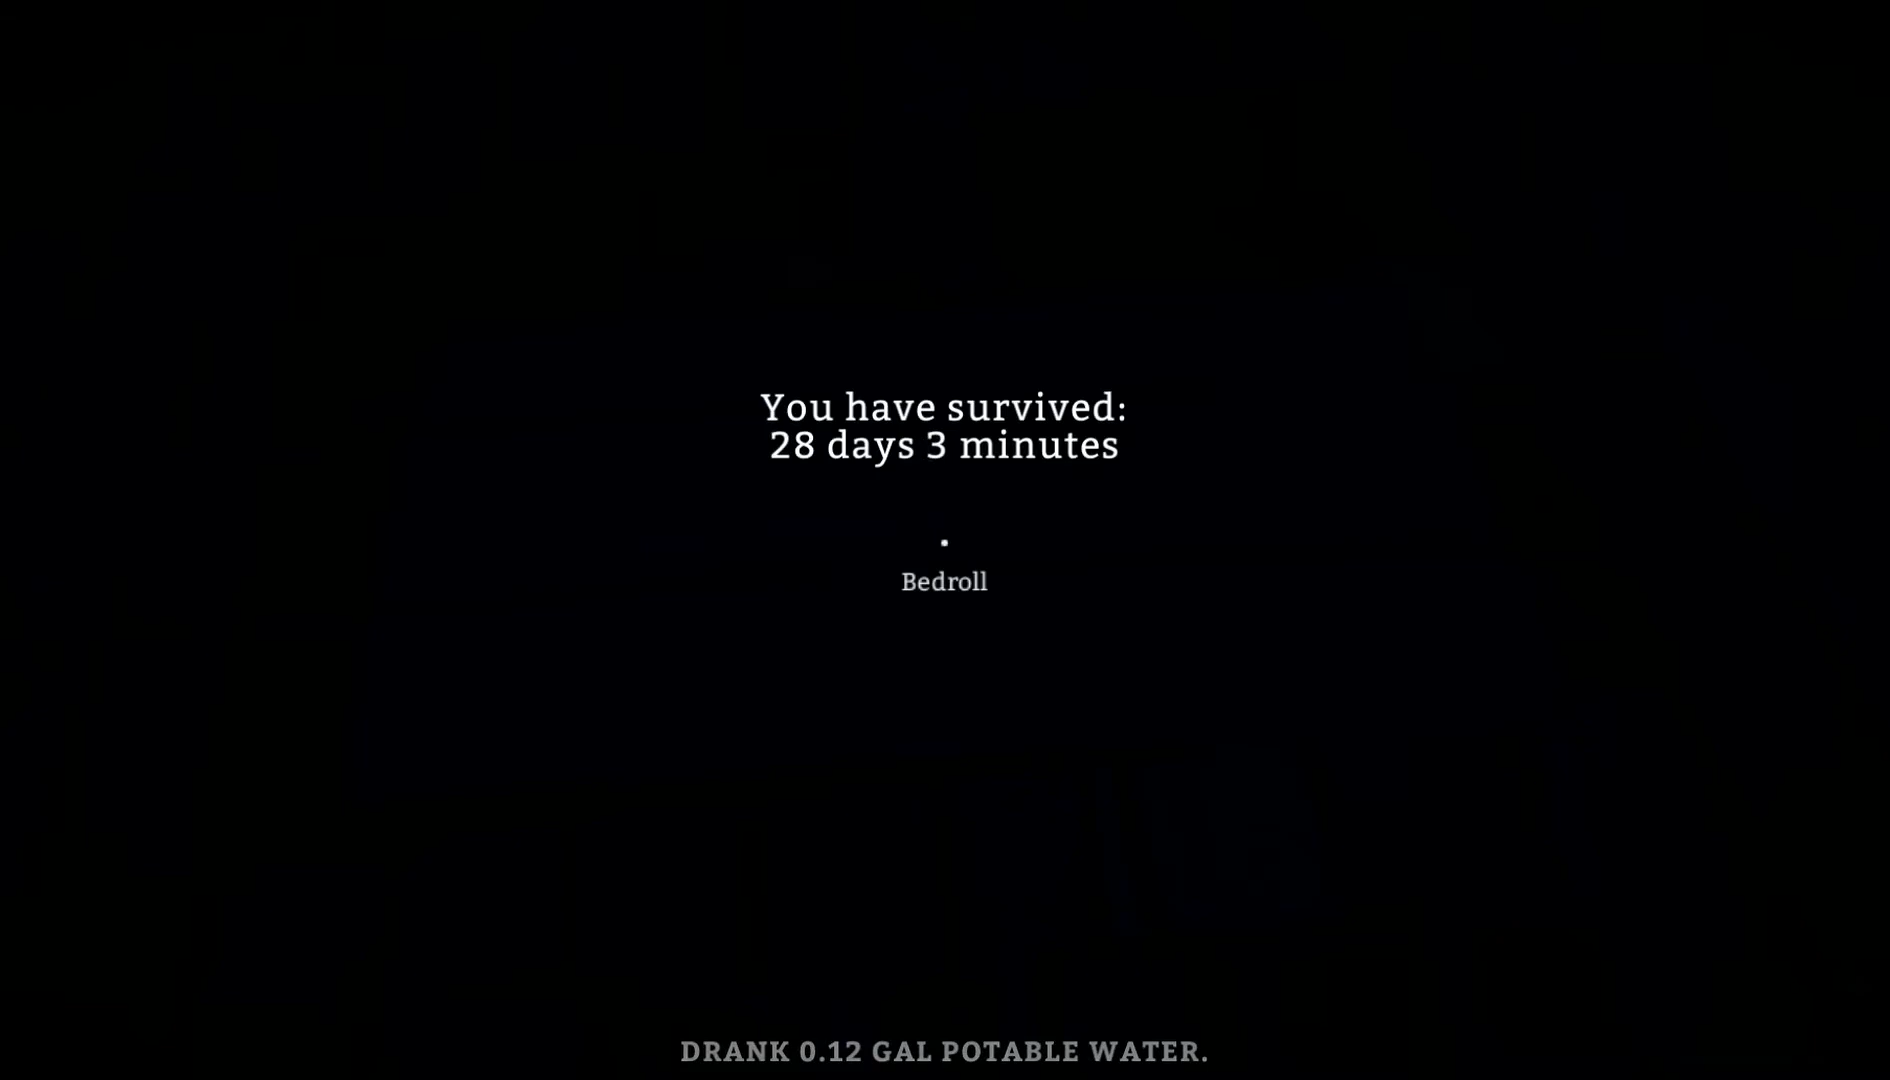 You have survived:
28 days 3 minutes
Bedroll
DRANK 0.12 GAL POTABLE WATER.